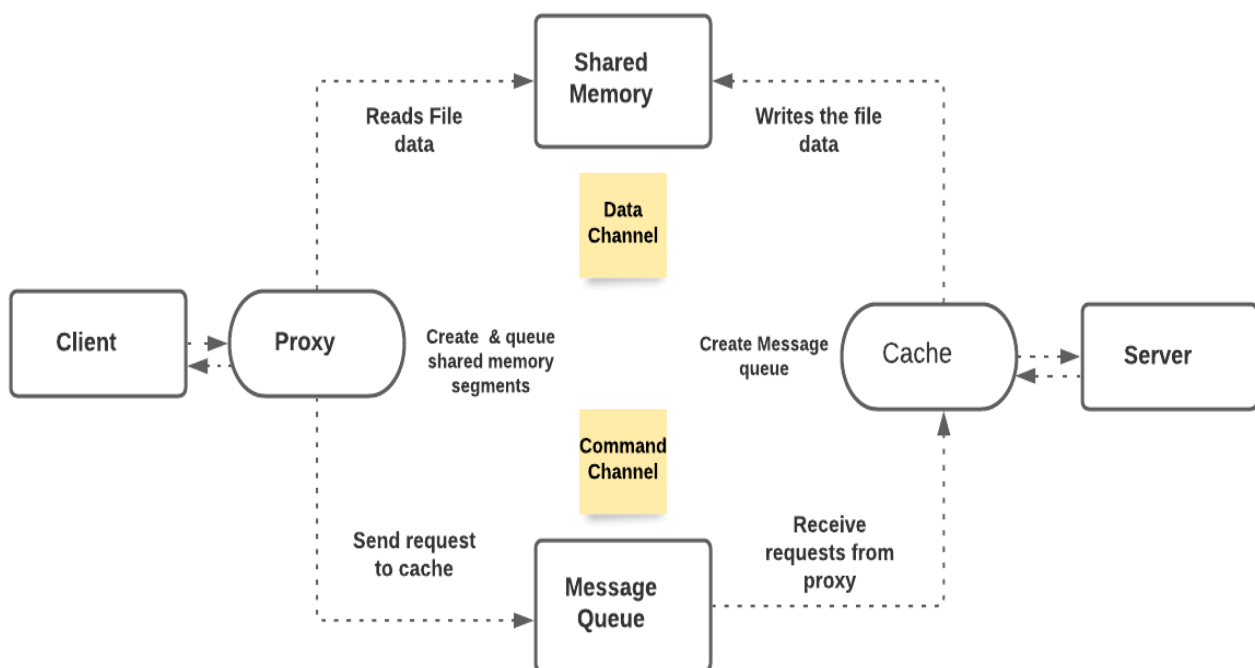 Shared
Memory
Reads File
data
Writes the file
data
Data
Channel
Client
Proxy
Create & queue
shared memory
segments
Create Message
queue
Cache
Server
Command
Channel
Send request
to cache
Message
Queue
Receive
requests from
proxy